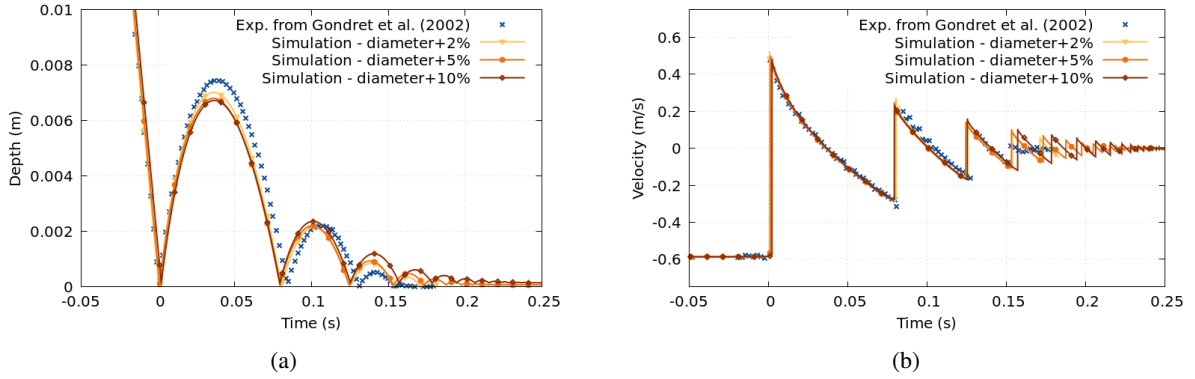 0.01
0.008
0.006
0.004
0.002
0
Depth (m)
-0.05
0
0.05
0.1
0.15
0.2
0.25
Time (s)
Exp. from Gondret et al. (2002)
Simulation - diameter+2%
Simulation - diameter+5%
Simulation - diameter+10%
(a)
0.6
0.4
0.2
0
-0.2
-0.4
-0.6
Velocity (m/s)
-0.05
0
0.05
0.1
0.15
0.2
0.25
Time (s)
Exp. from Gondret et al. (2002)
Simulation - diameter+2%
Simulation - diameter+5%
Simulation - diameter+10%
(b)